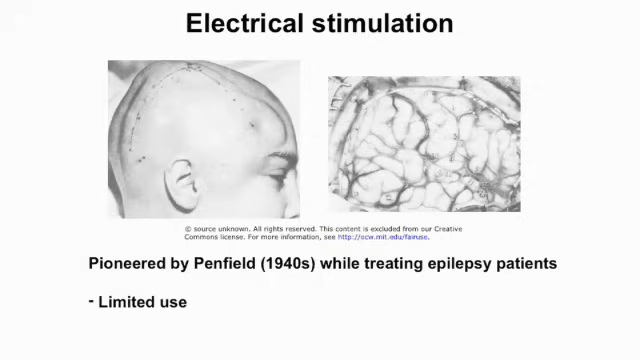 Electrical stimulation
© source unknown. All rights reserved. This content is excluded from our Creative
Commons license. For more information, see http://ocw.mit.edu/fairuse.
Pioneered by Penfield (1940s) while treating epilepsy patients
- Limited use